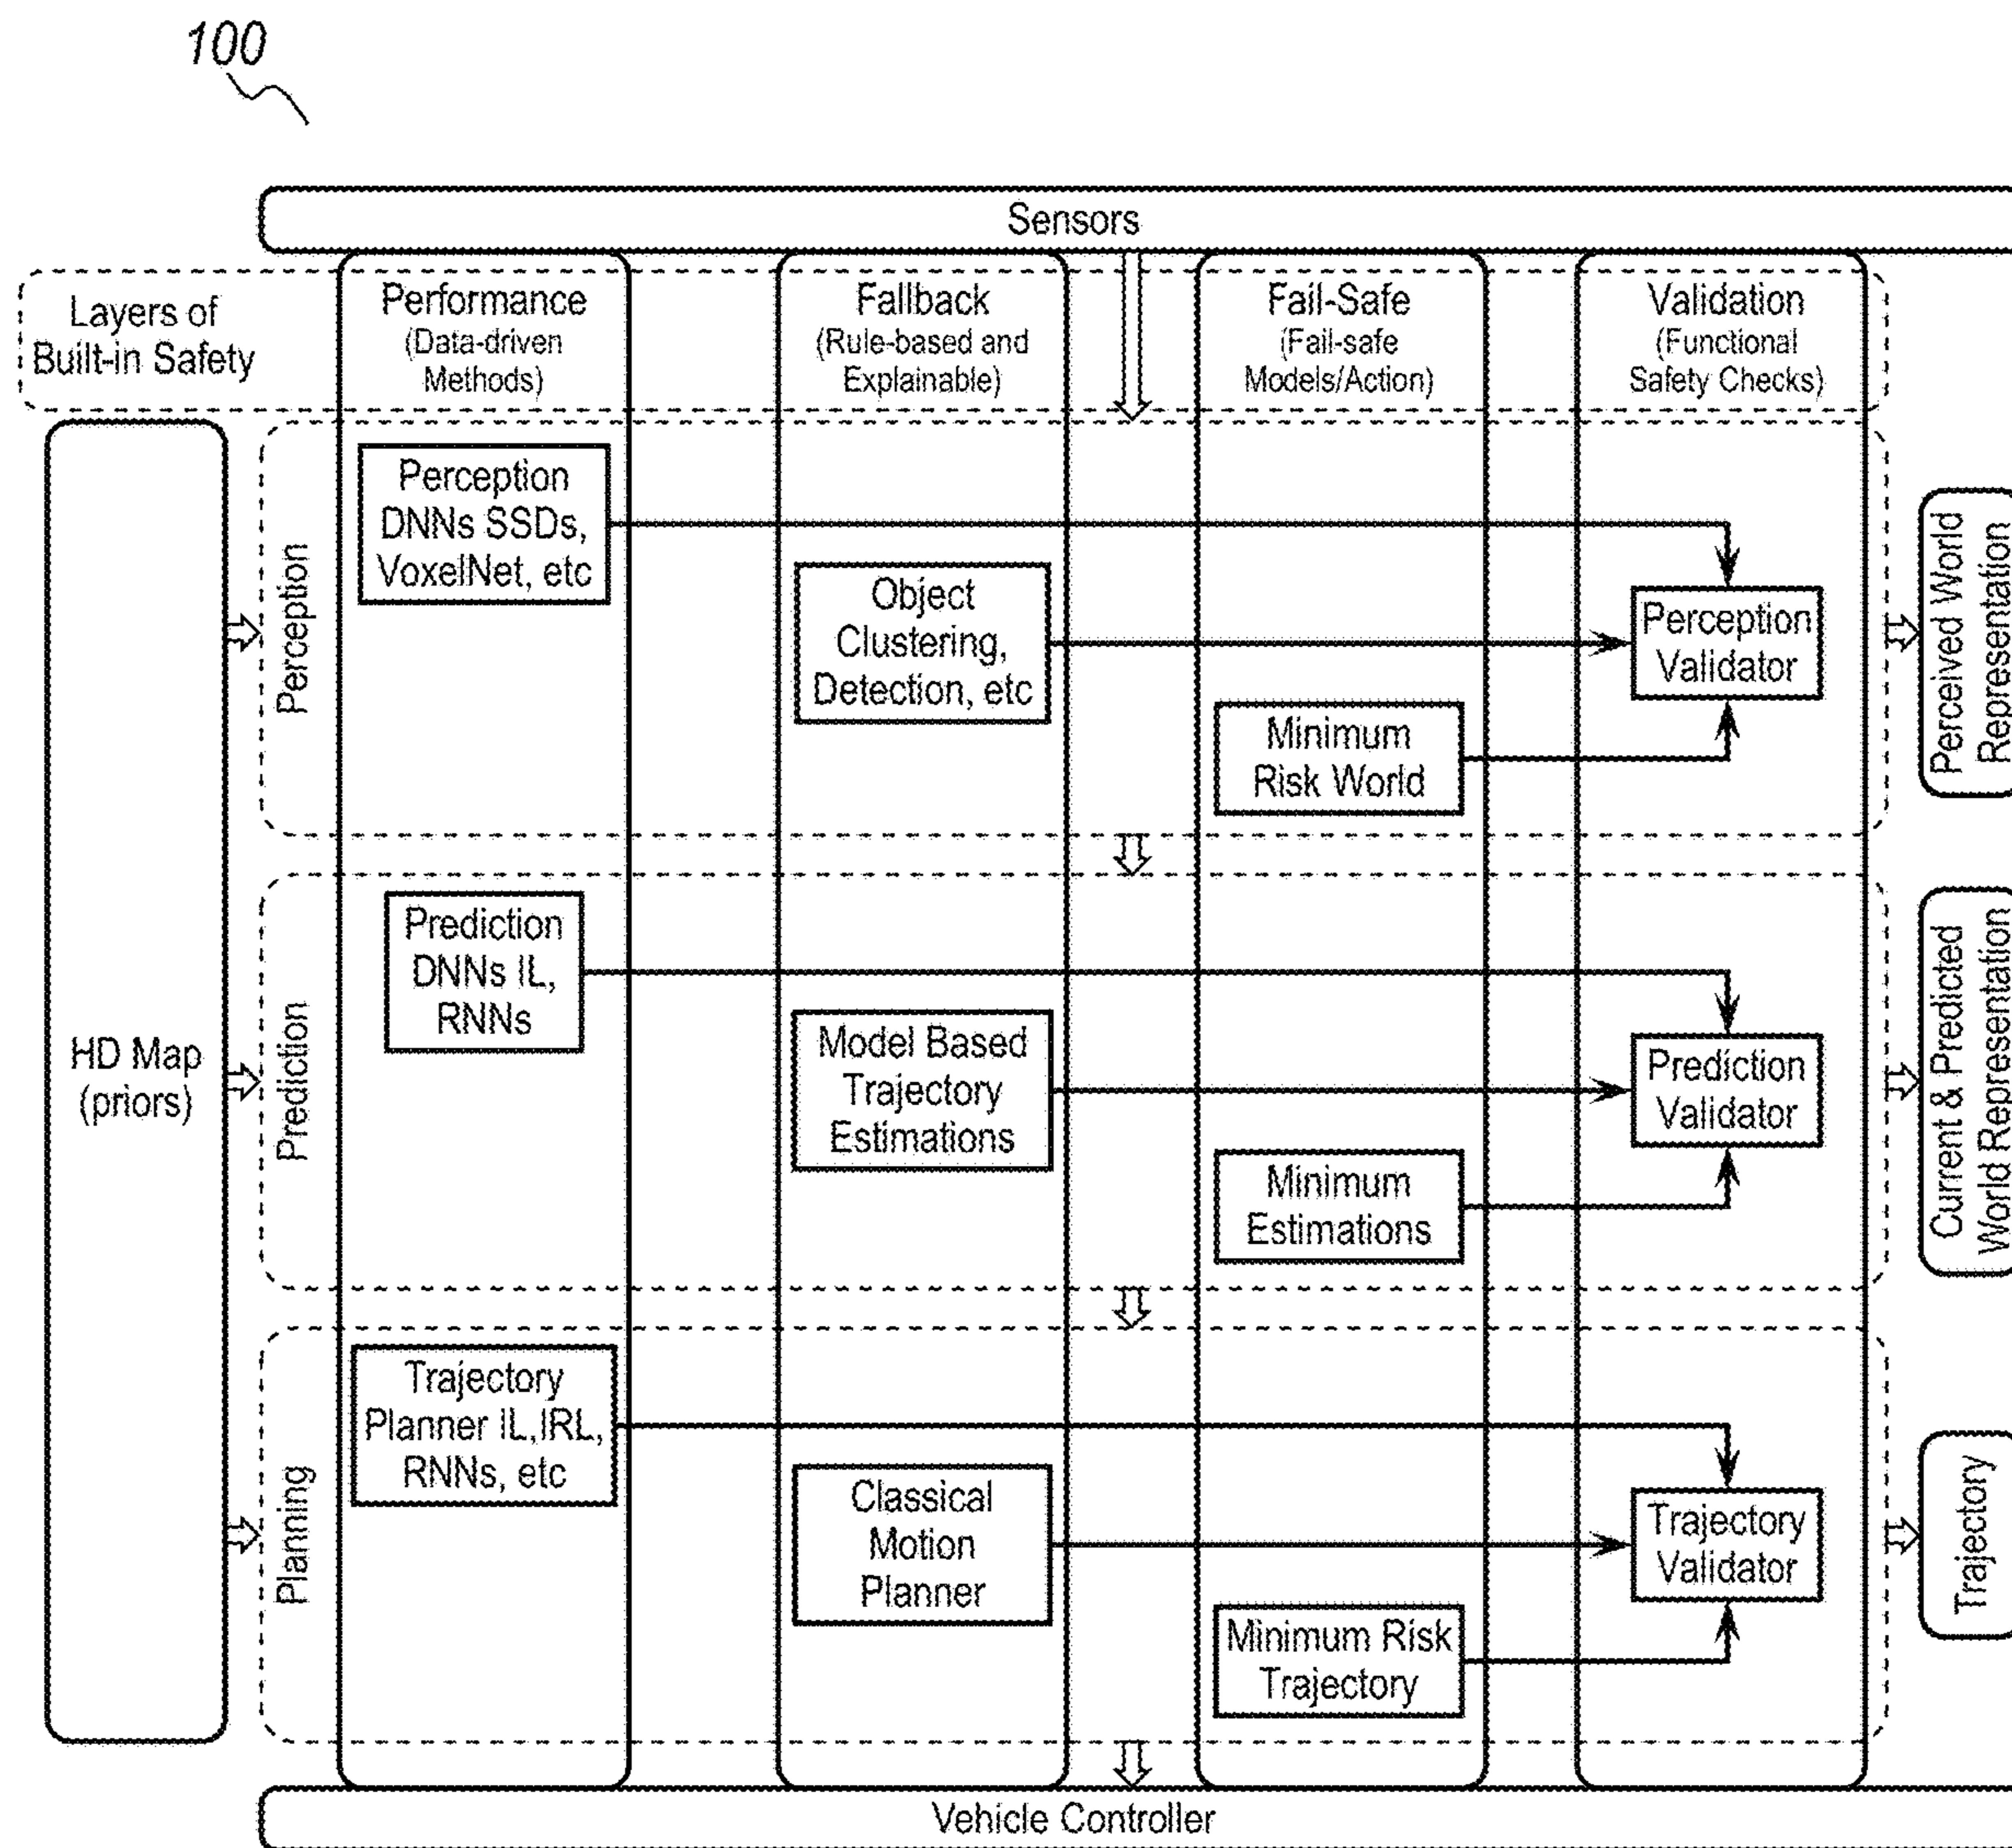 100
Sensors
Layers of
Built-in Safety
Performance
(Data-driven
Methods)
Fallback
(Rule-based and
Explainable)
Fail-Safe
(Fail-safe
Models/Action)
Validation
(Functional
Safety Checks)
HD Map
(priors)
Perception
Perception
DNNs SSDs,
VoxelNet, etc
Object
Clustering,
Detection, etc
Minimum
Risk World
Perception
Validator
Perceived World
Representation
Prediction
Prediction
DNNs IL,
RNNs
Model Based
Trajectory
Estimations
Minimum
Estimations
Prediction
Validator
Current & Predicted
World Representation
Planning
Trajectory
Planner IL,IRL,
RNNs, etc
Classical
Motion
Planner
Minimum Risk
Trajectory
Trajectory
Validator
Trajectory
Vehicle Controller